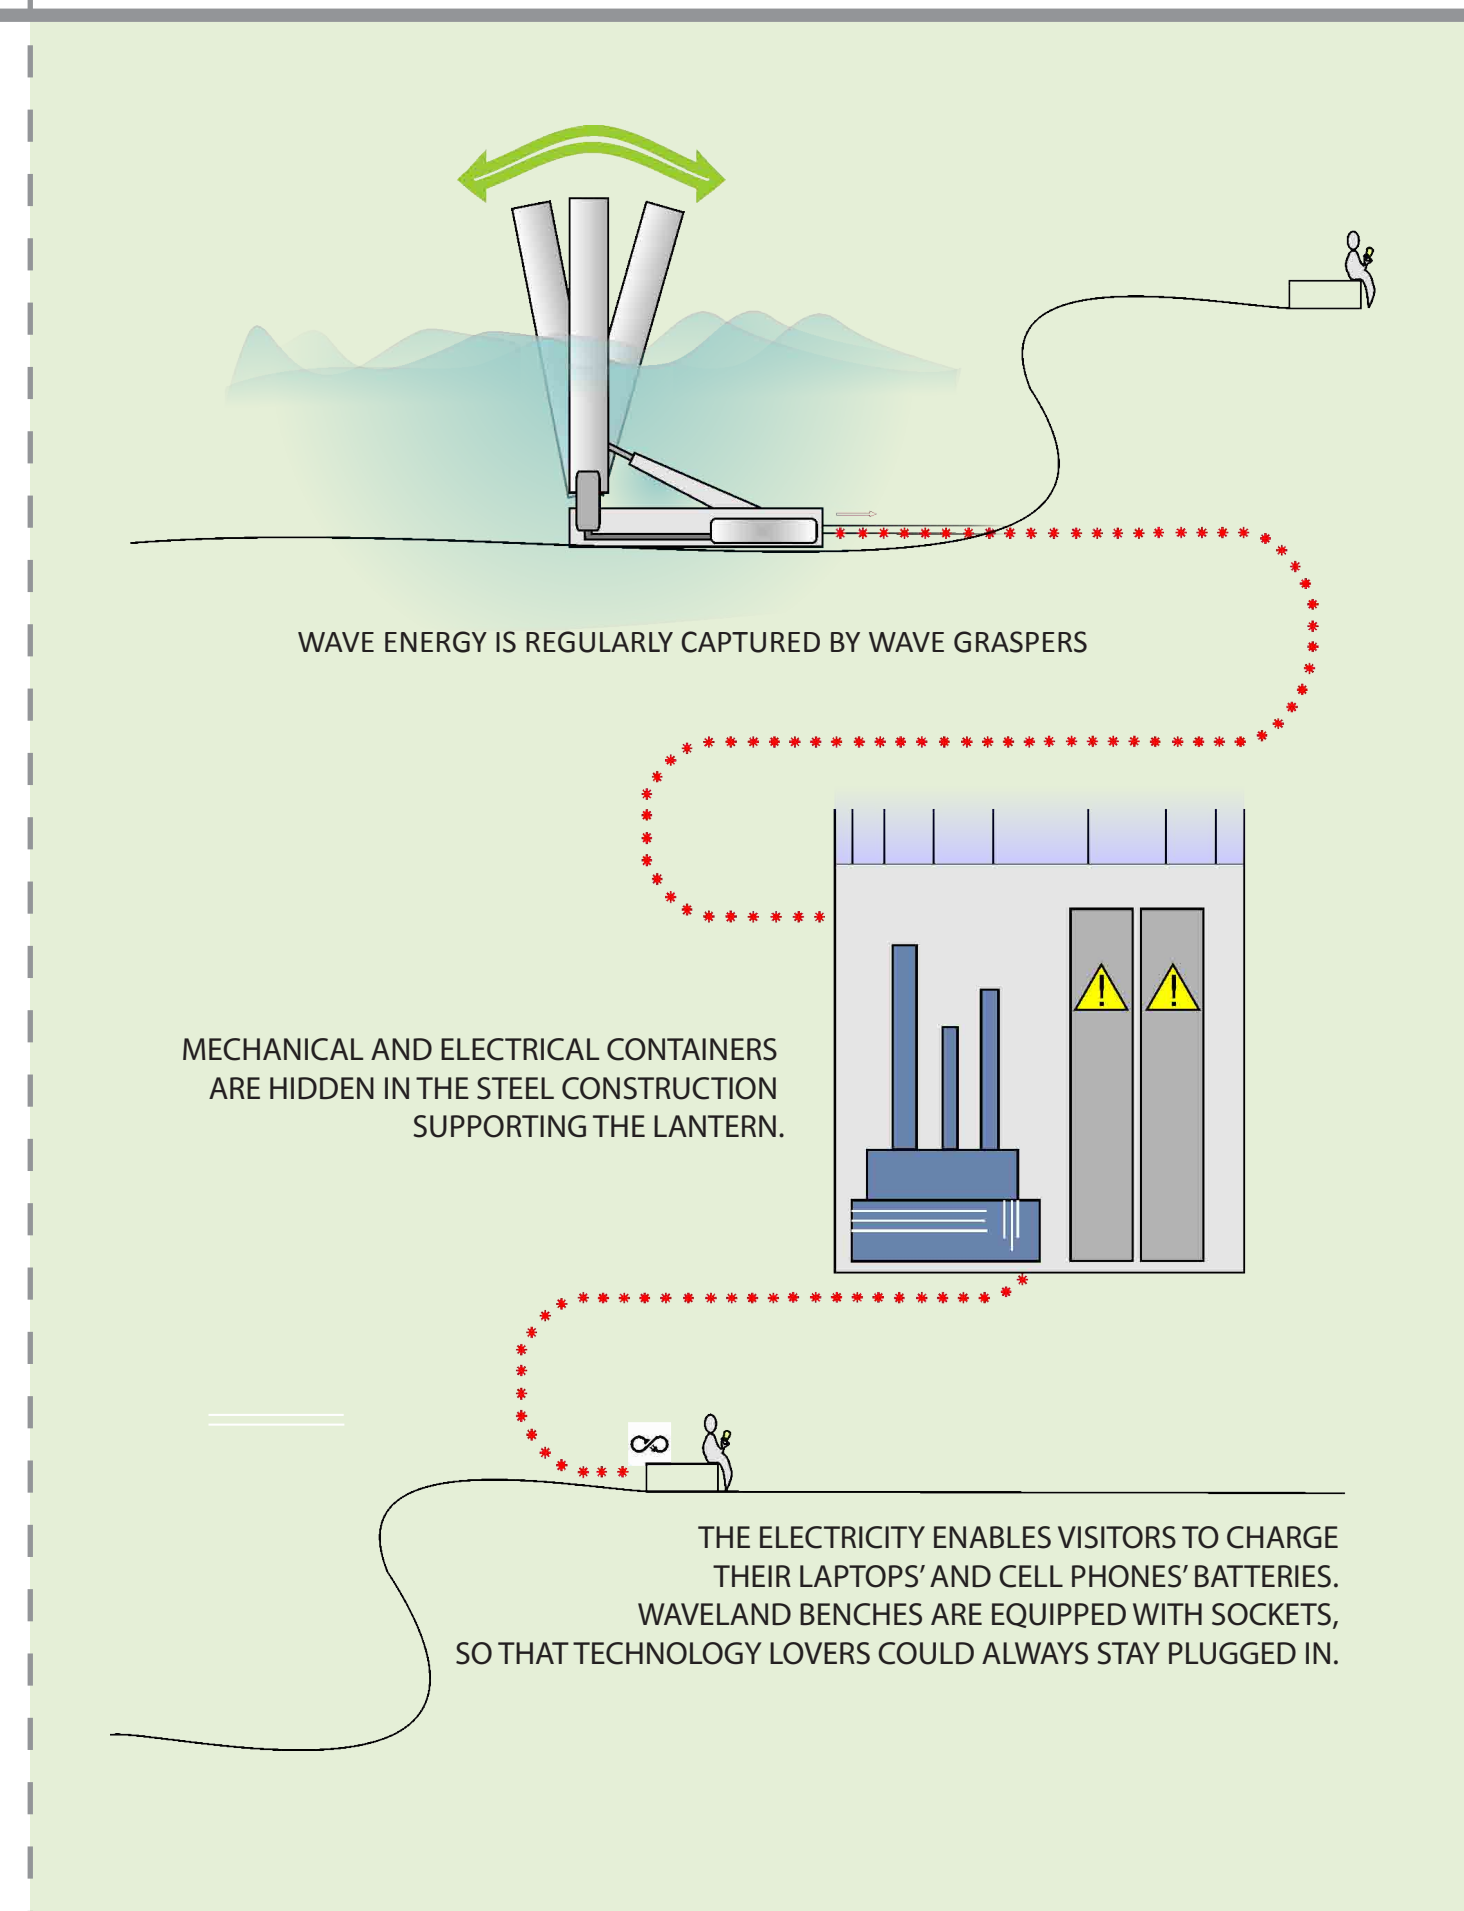 WAVE ENERGY IS REGULARLY CAPTURED BY WAVE GRASPERS
MECHANICAL AND ELECTRICAL CONTAINERS
ARE HIDDEN IN THE STEEL CONSTRUCTION
SUPPORTING THE LANTERN.
THE ELECTRICITY ENABLES VISITORS TO CHARGE
THEIR LAPTOPS’ AND CELL PHONES’ BATTERIES.
WAVELAND BENCHES ARE EQUIPPED WITH SOCKETS,
SO THAT TECHNOLOGY LOVERS COULD ALWAYS STAY PLUGGED IN.